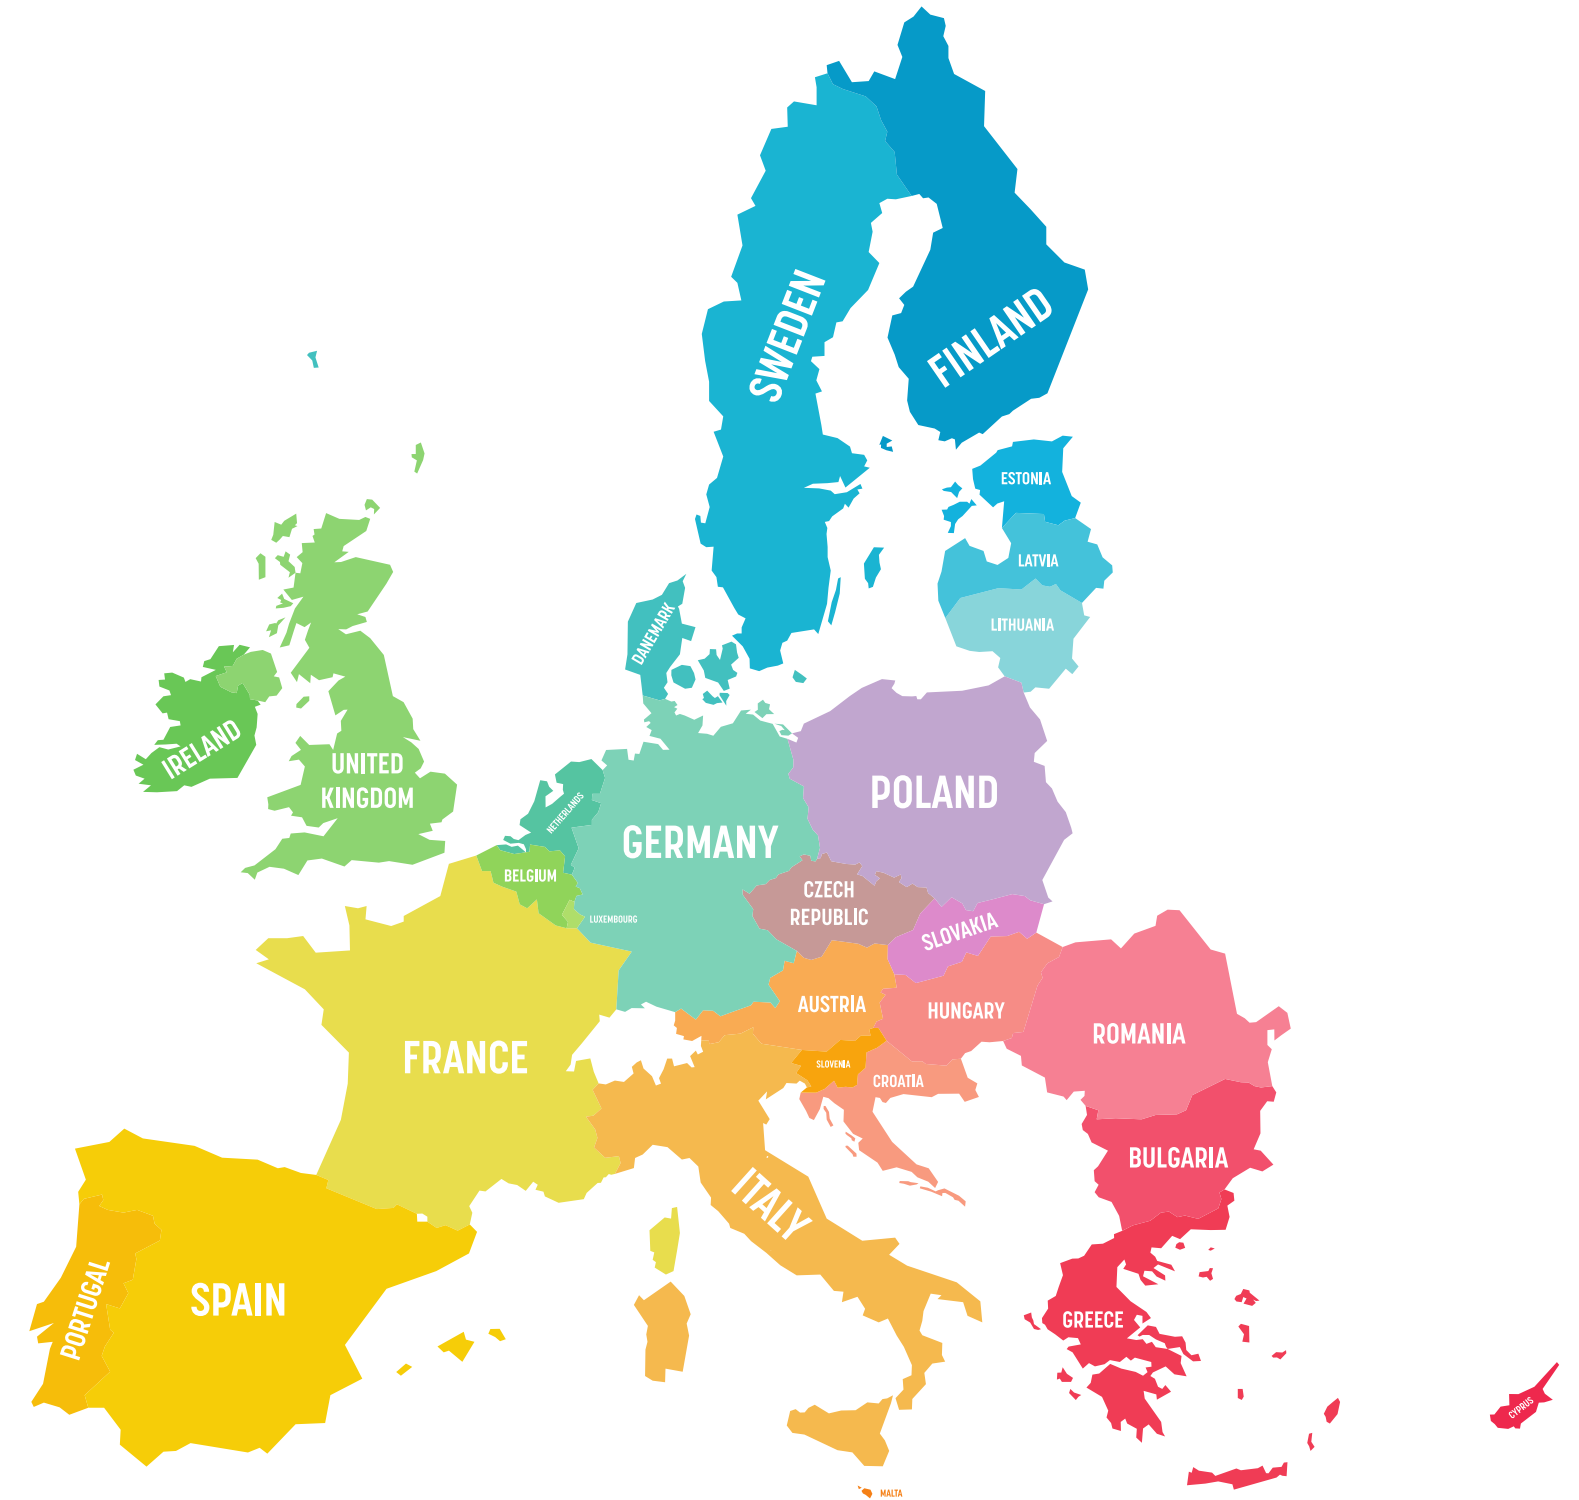 SWEDEN
FINLAND
ESTONIA
LATVIA
LITHUANIA
DANEMARK
IRELAND
UNITED
KINGDOM
NETHERLANDS
BELGIUM
LUXEMBOURG
GERMANY
POLAND
CZECH
REPUBLIC
SLOVAKIA
FRANCE
AUSTRIA
HUNGARY
SLOVENIA
CROATIA
ROMANIA
BULGARIA
ITALY
PORTUGAL
SPAIN
GREECE
CYPRUS
MALTA